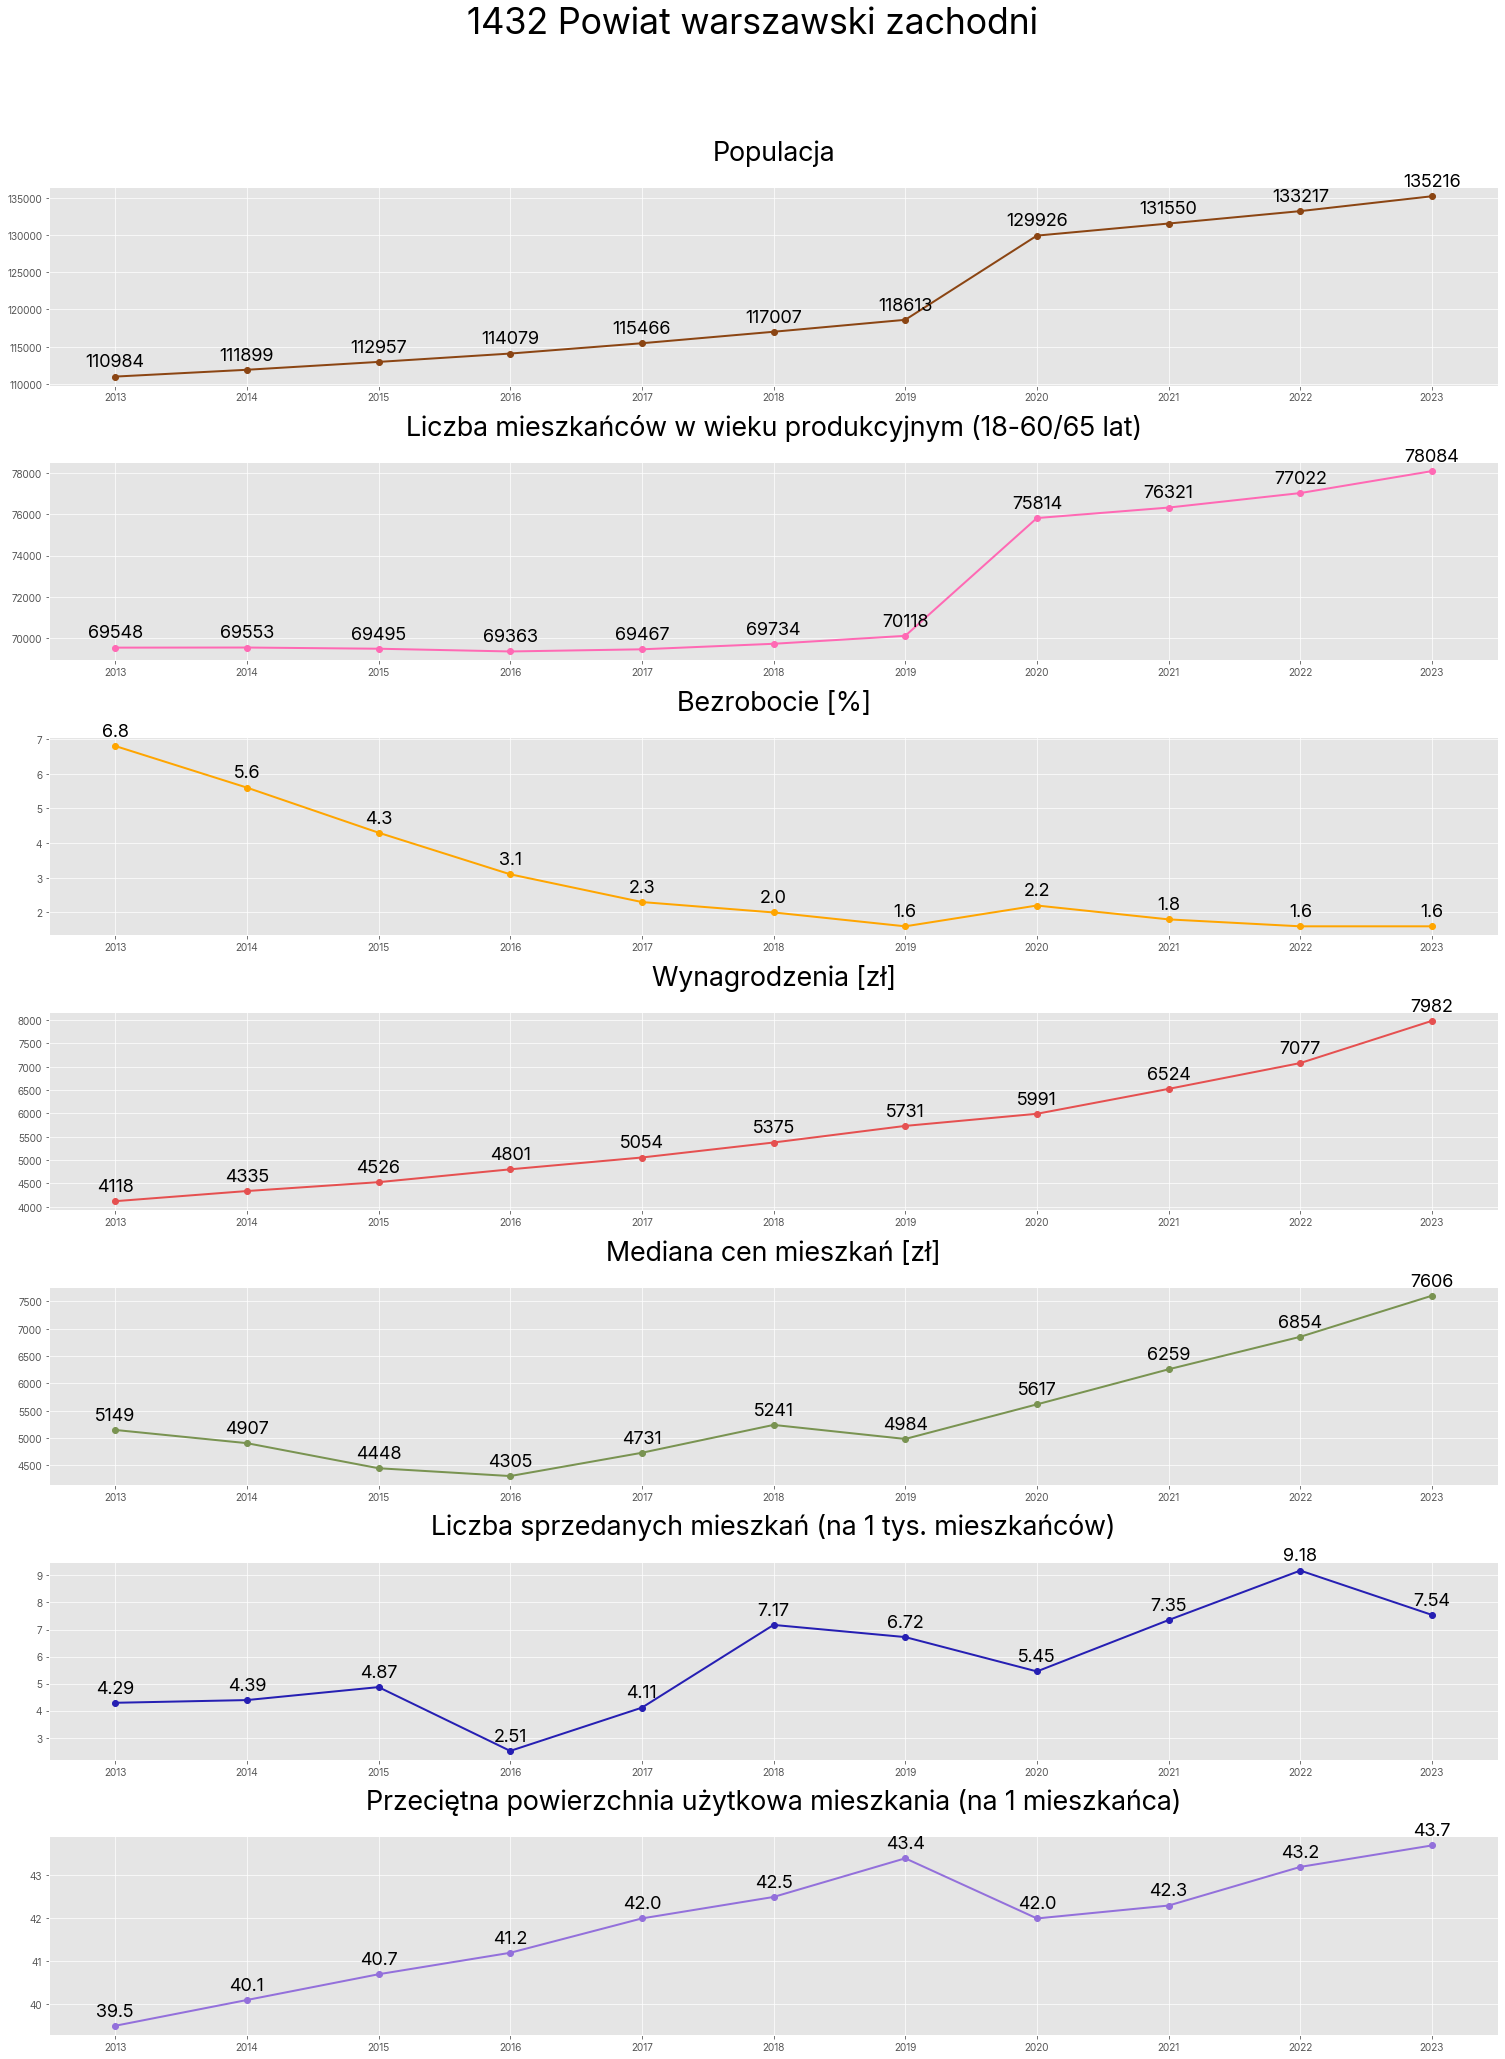 1432 Powiat warszawski zachodni
Populacja
135000
130000
125000
120000
115000
110000
110984 111899 112957 114079 115466 117007 118613 129926 131550 133217 135216
2013 2014 2015 2016 2017 2018 2019 2020 2021 2022 2023
Liczba mieszkańców w wieku produkcyjnym (18-60/65 lat)
78000
76000
74000
72000
70000
69548 69553 69495 69363 69467 69734 70118 75814 76321 77022 78084
2013 2014 2015 2016 2017 2018 2019 2020 2021 2022 2023
Bezrobocie [%]
7
6
5
4
3
2
6.8 5.6 4.3 3.1 2.3 2.0 1.6 2.2 1.8 1.6 1.6
2013 2014 2015 2016 2017 2018 2019 2020 2021 2022 2023
Wynagrodzenia [zł]
8000
7500
7000
6500
6000
5500
5000
4500
4000
4118 4335 4526 4801 5054 5375 5731 5991 6524 7077 7982
2013 2014 2015 2016 2017 2018 2019 2020 2021 2022 2023
Mediana cen mieszkań [zł]
7500
7000
6500
6000
5500
5000
4500
5149 4907 4448 4305 4731 5241 4984 5617 6259 6854 7606
2013 2014 2015 2016 2017 2018 2019 2020 2021 2022 2023
Liczba sprzedanych mieszkań (na 1 tys. mieszkańców)
9
8
7
6
5
4
3
4.29 4.39 4.87 2.51 4.11 7.17 6.72 5.45 7.35 9.18 7.54
2013 2014 2015 2016 2017 2018 2019 2020 2021 2022 2023
Przeciętna powierzchnia użytkowa mieszkania (na 1 mieszkańca)
43
42
41
40
39.5 40.1 40.7 41.2 42.0 42.5 43.4 42.0 42.3 43.2 43.7
2013 2014 2015 2016 2017 2018 2019 2020 2021 2022 2023